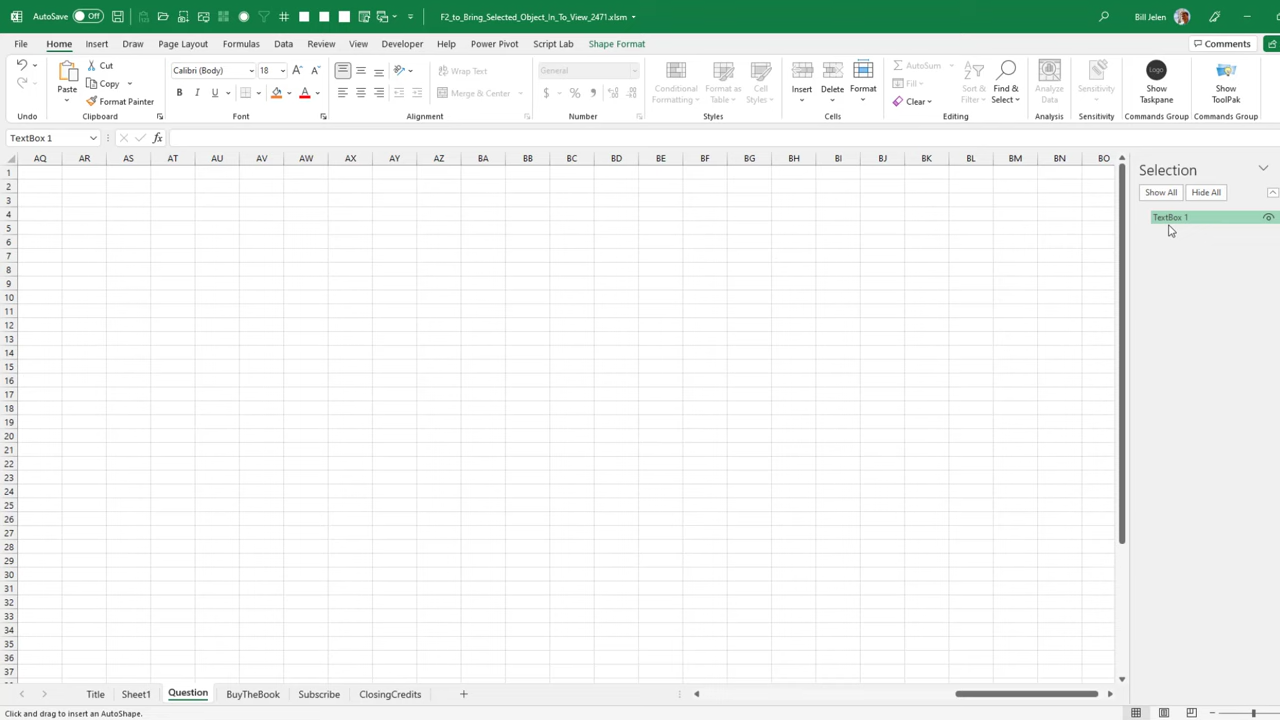 AutoSave Off F2_to_Bring_Selected_Object_In_To_View_2471.xlsm Bill Jelen
File Home Insert Draw Page Layout Formulas Data Review View Developer Help Power Pivot Script Lab Shape Format Comments
Paste Cut Copy Format Painter
Calibri (Body) 18 A A
B I U A
ab Wrap Text
Merge & Center
General
$ % 9
Conditional Formatting Format as Table Cell Styles
Insert Delete Format
AutoSum Fill Clear
Sort & Filter Find & Select
Analyze Data Sensitivity
Logo Show Taskpane Show ToolPak
Undo Clipboard Font Alignment Number Styles Cells Editing Analysis Sensitivity Commands Group Commands Group
TextBox 1 fx
AQ AR AS AT AU AV AW AX AY AZ BA BB BC BD BE BF BG BH BI BJ BK BL BM BN BO
1
2
3
4
5
6
7
8
9
10
11
12
13
14
15
16
17
18
19
20
21
22
23
24
25
26
27
28
29
30
31
32
33
34
35
36
37
Selection
Show All Hide All
TextBox 1
Title Sheet1 Question BuyTheBook Subscribe ClosingCredits
Click and drag to insert an AutoShape.